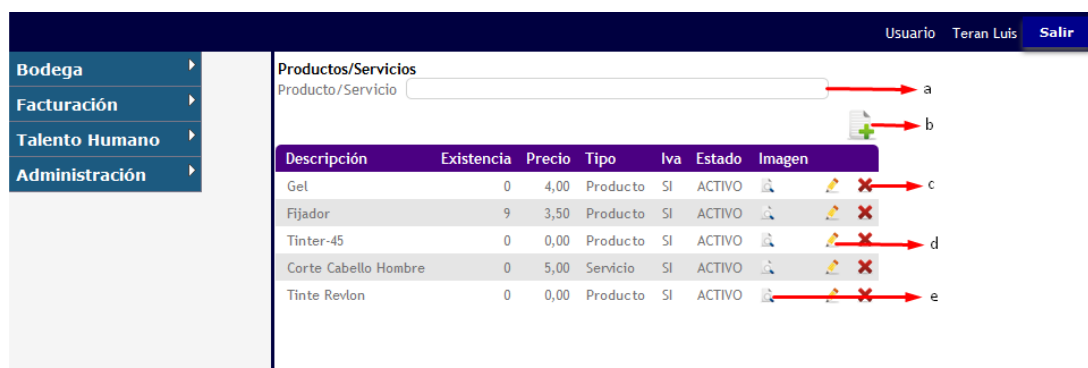 Usuario Teran Luis Salir
Bodega
Facturación
Talento Humano
Administración
Productos/Servicios
Producto/Servicio a
b
Descripción Existencia Precio Tipo Iva Estado Imagen
Gel 0 4,00 Producto SI ACTIVO c
Fijador 9 3,50 Producto SI ACTIVO
Tinter-45 0 0,00 Producto SI ACTIVO d
Corte Cabello Hombre 0 5,00 Servicio SI ACTIVO
Tinte Revlon 0 0,00 Producto SI ACTIVO e